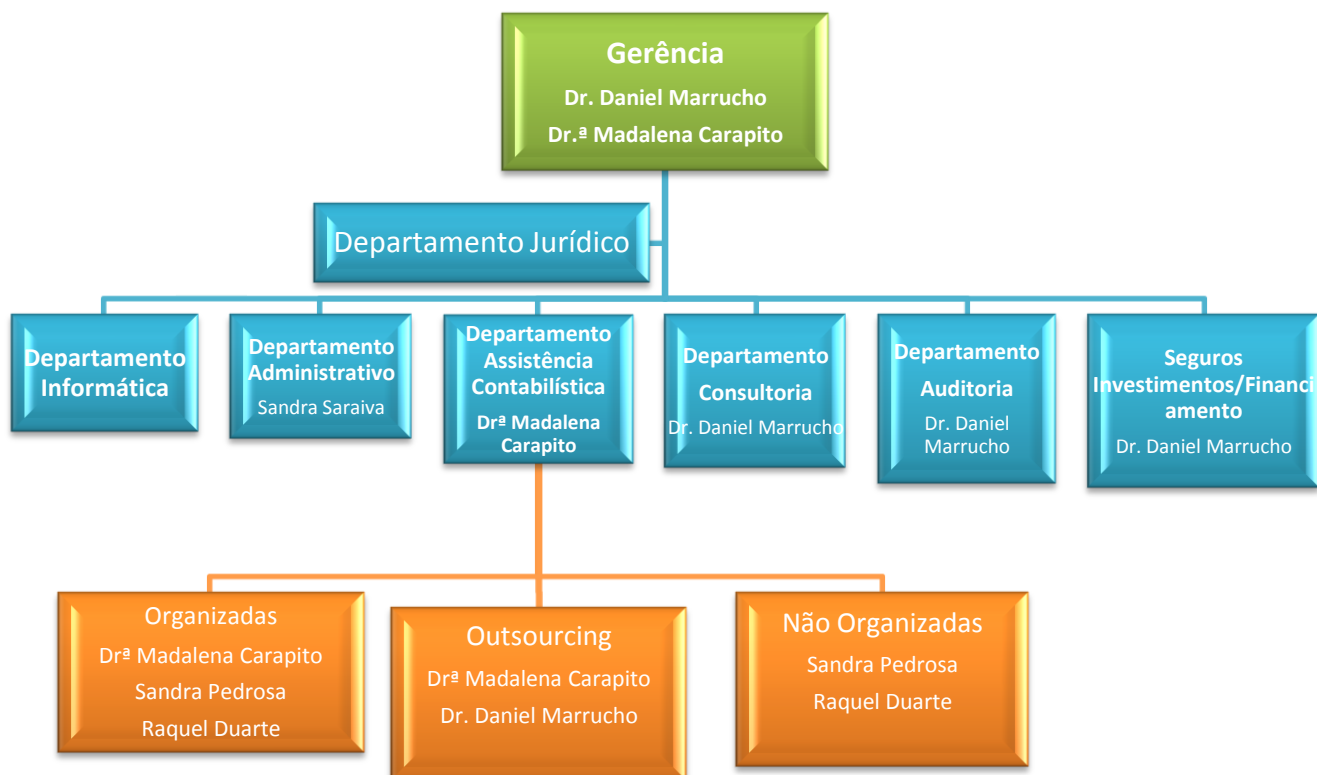 Gerência
Dr. Daniel Marrucho
Dr.ª Madalena Carapito
Departamento Jurídico
Departamento
Informática
Departamento
Administrativo
Sandra Saraiva
Departamento
Assistência
Contabilística
Drª Madalena
Carapito
Departamento
Consultoria
Dr. Daniel Marrucho
Departamento
Auditoria
Dr. Daniel
Marrucho
Seguros
Investimentos/Financi
amento
Dr. Daniel Marrucho
Organizadas
Drª Madalena Carapito
Sandra Pedrosa
Raquel Duarte
Outsourcing
Drª Madalena Carapito
Dr. Daniel Marrucho
Não Organizadas
Sandra Pedrosa
Raquel Duarte